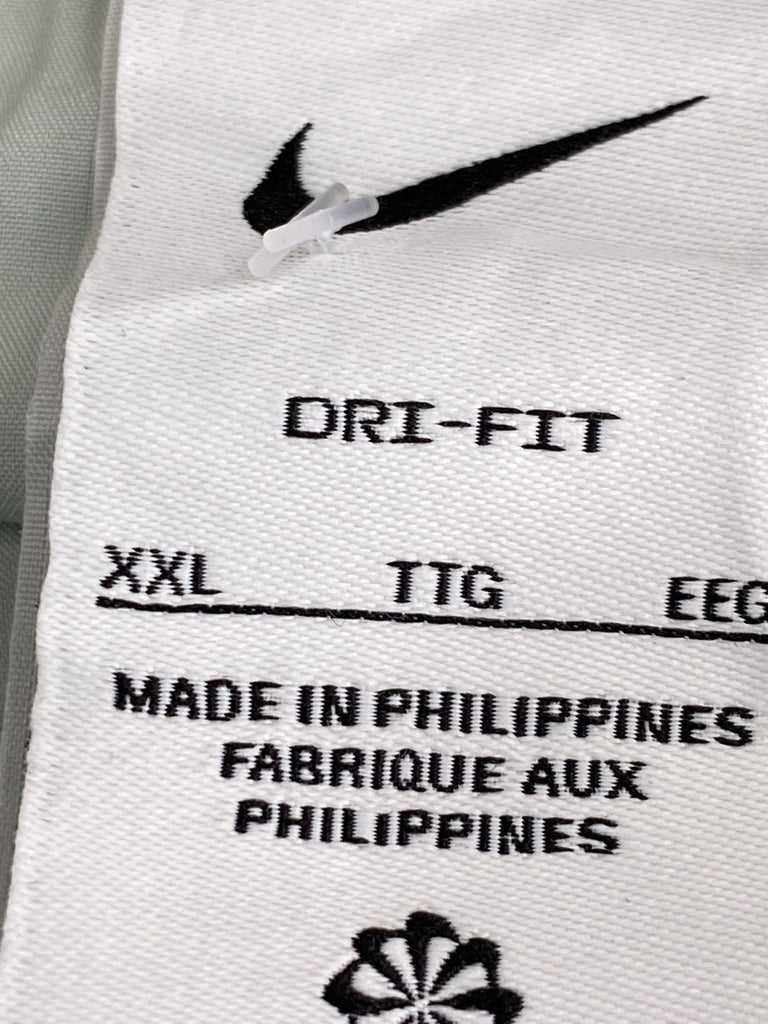 DRI-FIT
XXL TTG EEG
MADE IN PHILIPPINES
FABRIQUE AUX
PHILIPPINES